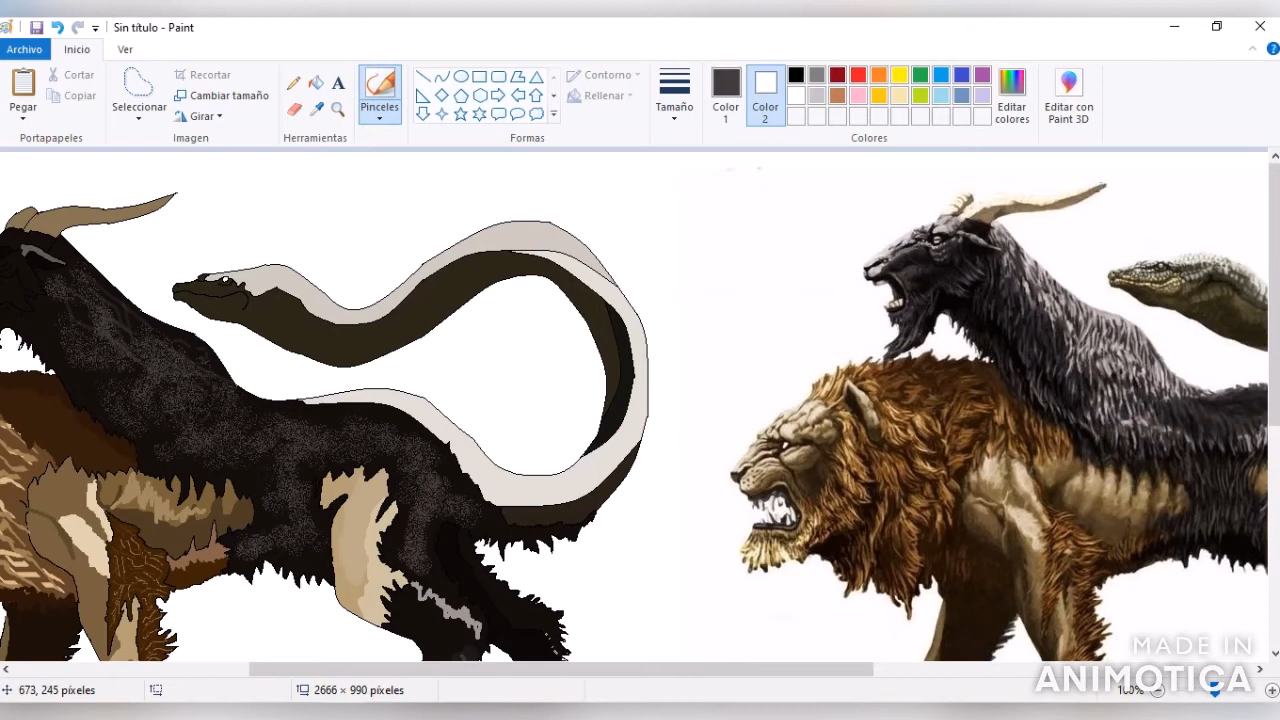 Sin título - Paint
Archivo Inicio Ver
Pegar
Cortar
Copiar
Portapapeles
Seleccionar
Recortar
Cambiar tamaño
Girar
Imagen
A
Herramientas
Pinceles
Contorno
Rellenar
Formas
Tamaño
Color
1
Color
2
Editar
colores
Colores
Editar con
Paint 3D
MADE IN
ANIMOTICA
673, 245 píxeles
2666 × 990 píxeles
100%